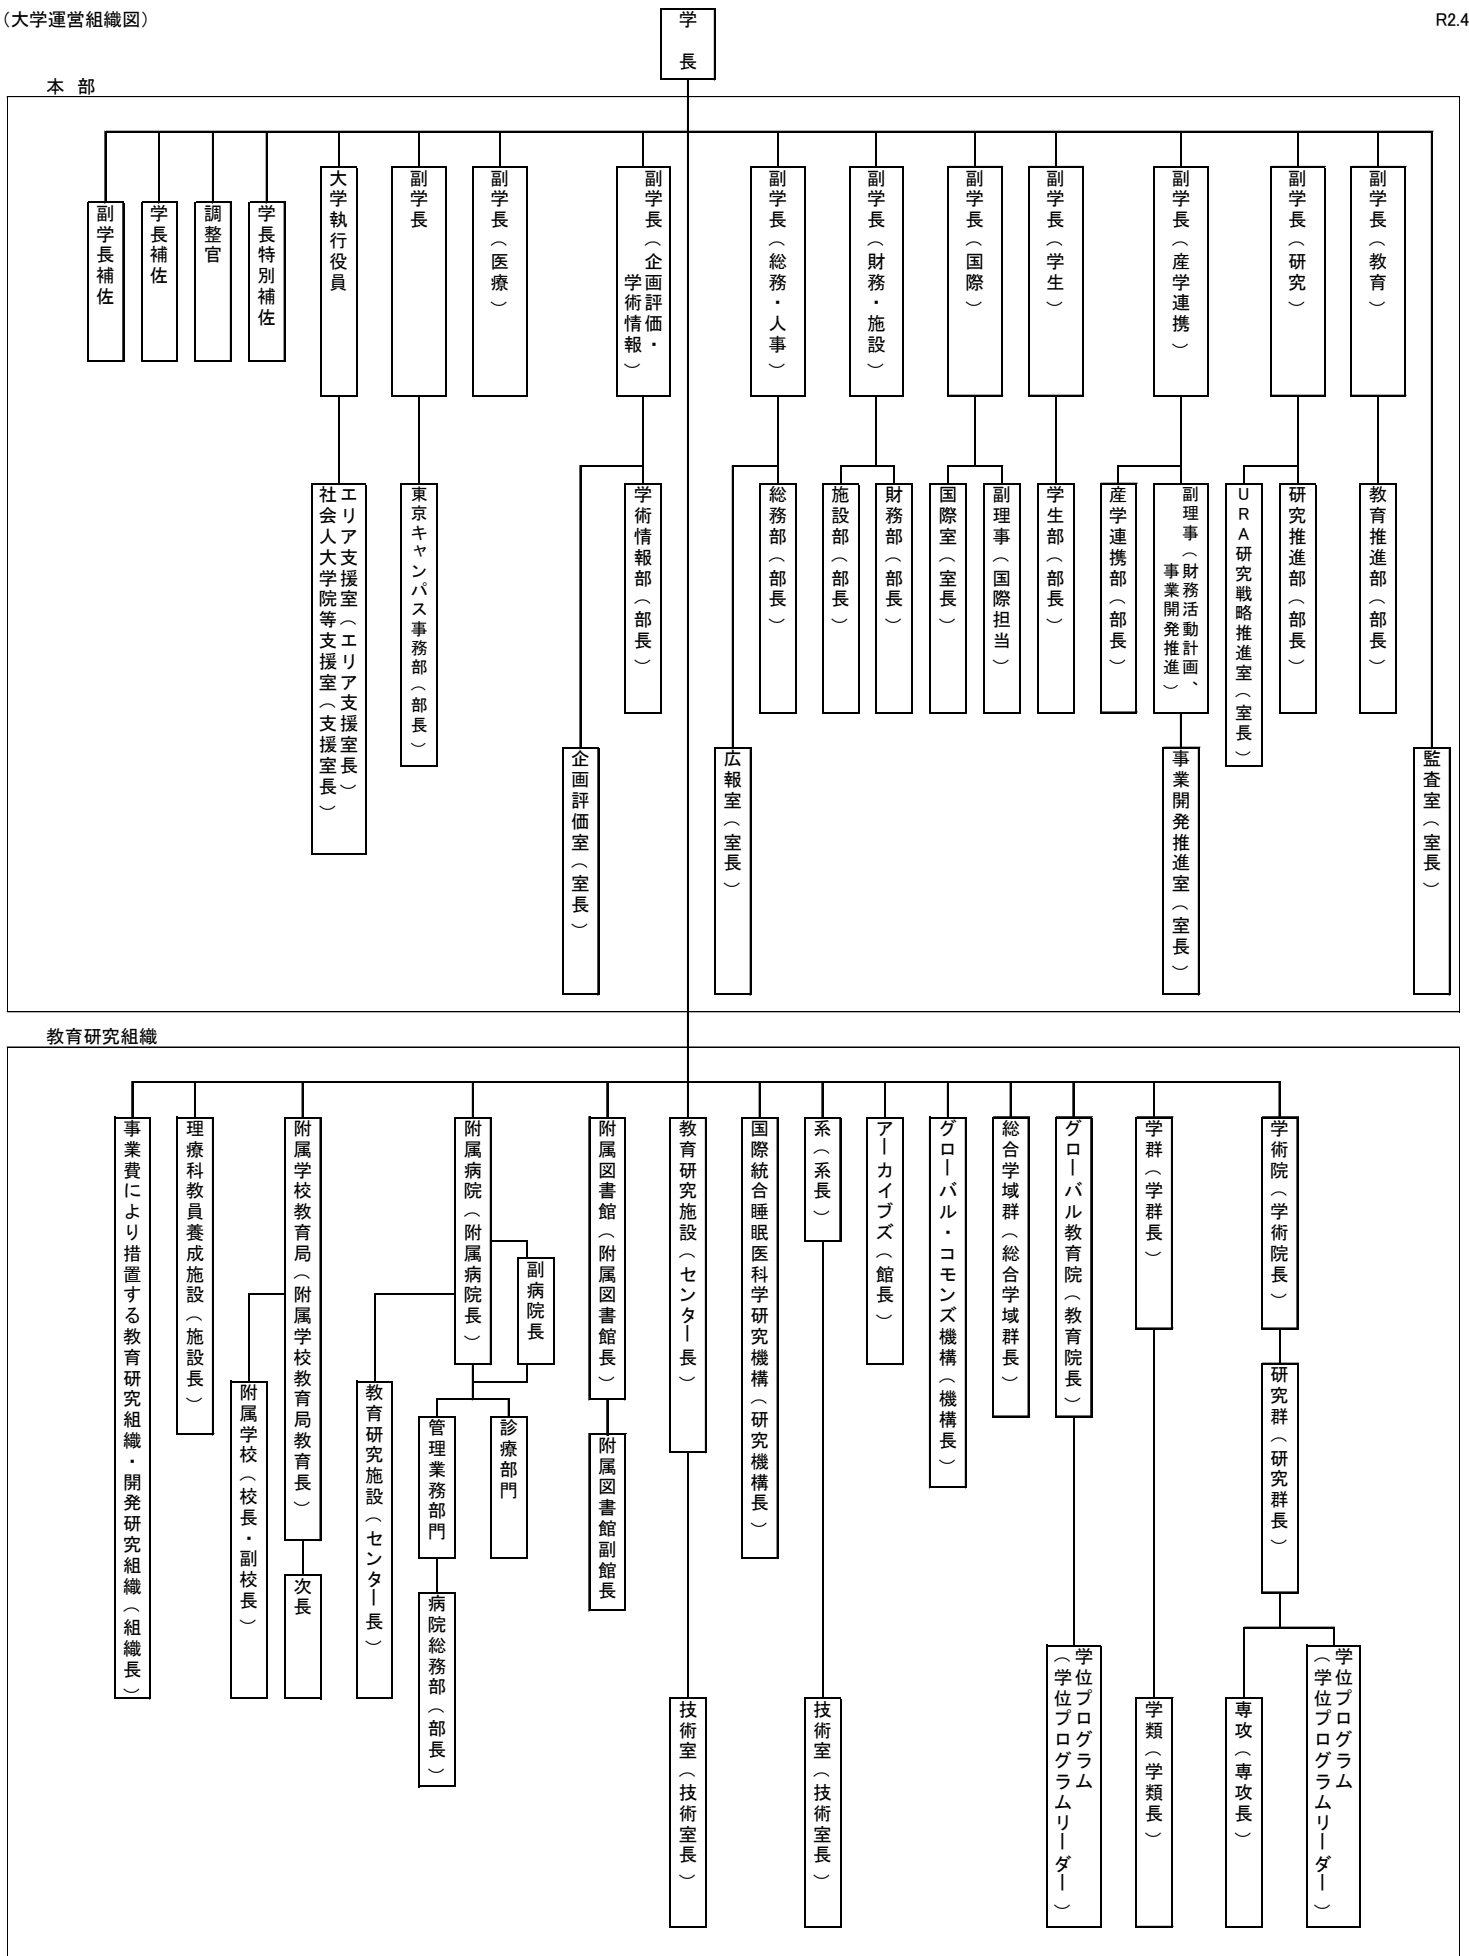 （大学運営組織図）
R2.4
学長
本 部
副学長補佐
学長補佐
調整官
学長特別補佐
大学執行役員
副学長
副学長（医療）
副学長（企画評価・
学術情報）
副学長（総務・人事）
副学長（財務・施設）
副学長（国際）
副学長（学生）
副学長（産学連携）
副学長（研究）
副学長（教育）
エリア支援室（エリア支援室長）
社会人大学院等支援室（支援室長）
東京キャンパス事務部（部長）
学術情報部（部長）
総務部（部長）
施設部（部長）
財務部（部長）
国際室（室長）
副理事（国際担当）
学生部（部長）
産学連携部（部長）
副理事（財務活動計画、
事業開発推進）
ＵＲＡ研究戦略推進室（室長）
研究推進部（部長）
教育推進部（部長）
企画評価室（室長）
広報室（室長）
事業開発推進室（室長）
監査室（室長）
教育研究組織
事業費により措置する教育研究組織・開発研究組織（組織長）
理療科教員養成施設（施設長）
附属学校教育局（附属学校教育局教育長）
附属病院（附属病院長）
副病院長
附属図書館（附属図書館長）
教育研究施設（センター長）
国際統合睡眠医科学研究機構（研究機構長）
系（系長）
アーカイブズ（館長）
グローバル・コモンズ機構（機構長）
総合学域群（総合学域群長）
グローバル教育院（教育院長）
学群（学群長）
学術院（学術院長）
研究群（研究群長）
附属学校（校長・副校長）
次長
教育研究施設（センター長）
管理業務部門
診療部門
附属図書館副館長
病院総務部（部長）
技術室（技術室長）
技術室（技術室長）
学位プログラム
（学位プログラムリーダー）
学類（学類長）
専攻（専攻長）
学位プログラム
（学位プログラムリーダー）